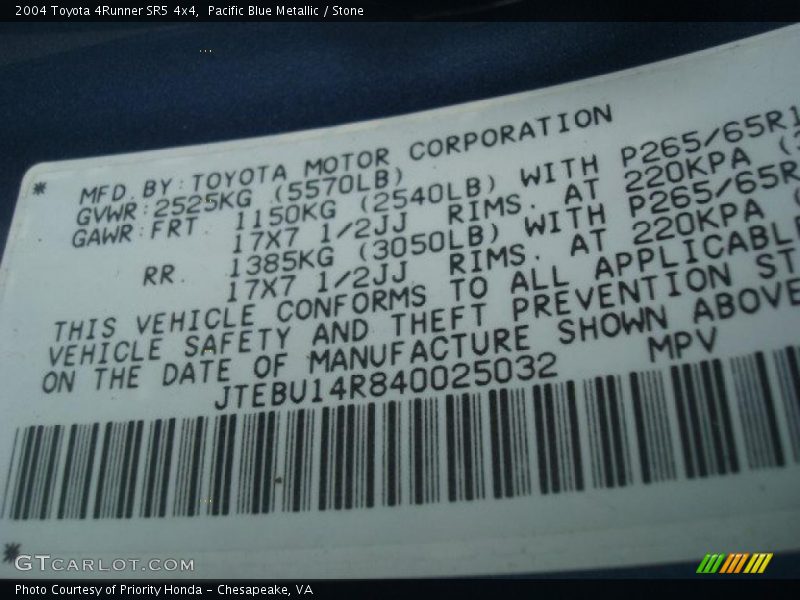 2004 Toyota 4Runner SR5 4x4,  Pacific Blue Metallic / Stone
* MFD. BY: TOYOTA MOTOR CORPORATION
GVWR: 2525KG (5570LB)
GAWR: FRT. 1150KG (2540LB) WITH P265/65R1
17X7 1/2JJ RIMS. AT 220KPA (
RR. 1385KG (3050LB) WITH P265/65R
17X7 1/2JJ RIMS. AT 220KPA (
THIS VEHICLE CONFORMS TO ALL APPLICABL
VEHICLE SAFETY AND THEFT PREVENTION ST
ON THE DATE OF MANUFACTURE SHOWN ABOVE
JTEBU14R840025032 MPV
*
GTCARLOT.COM
Photo Courtesy of Priority Honda - Chesapeake, VA